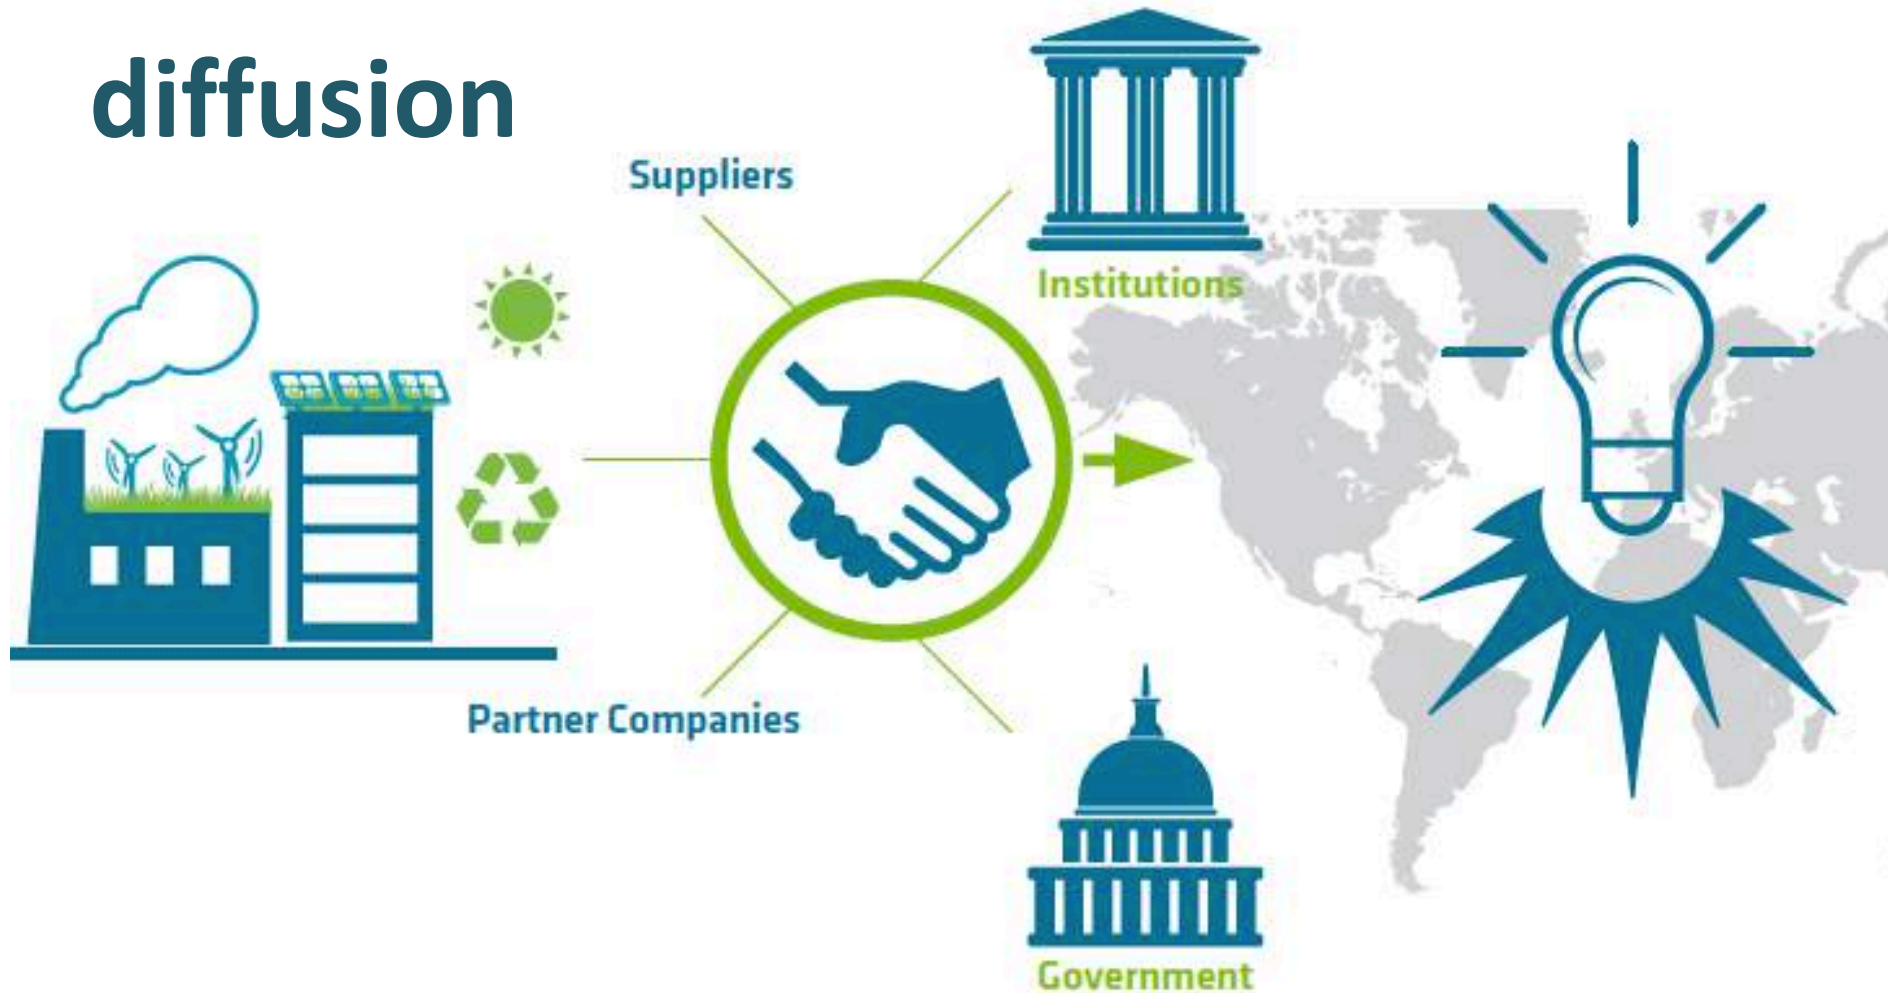 diffusion
Suppliers
Institutions
Partner Companies
Government